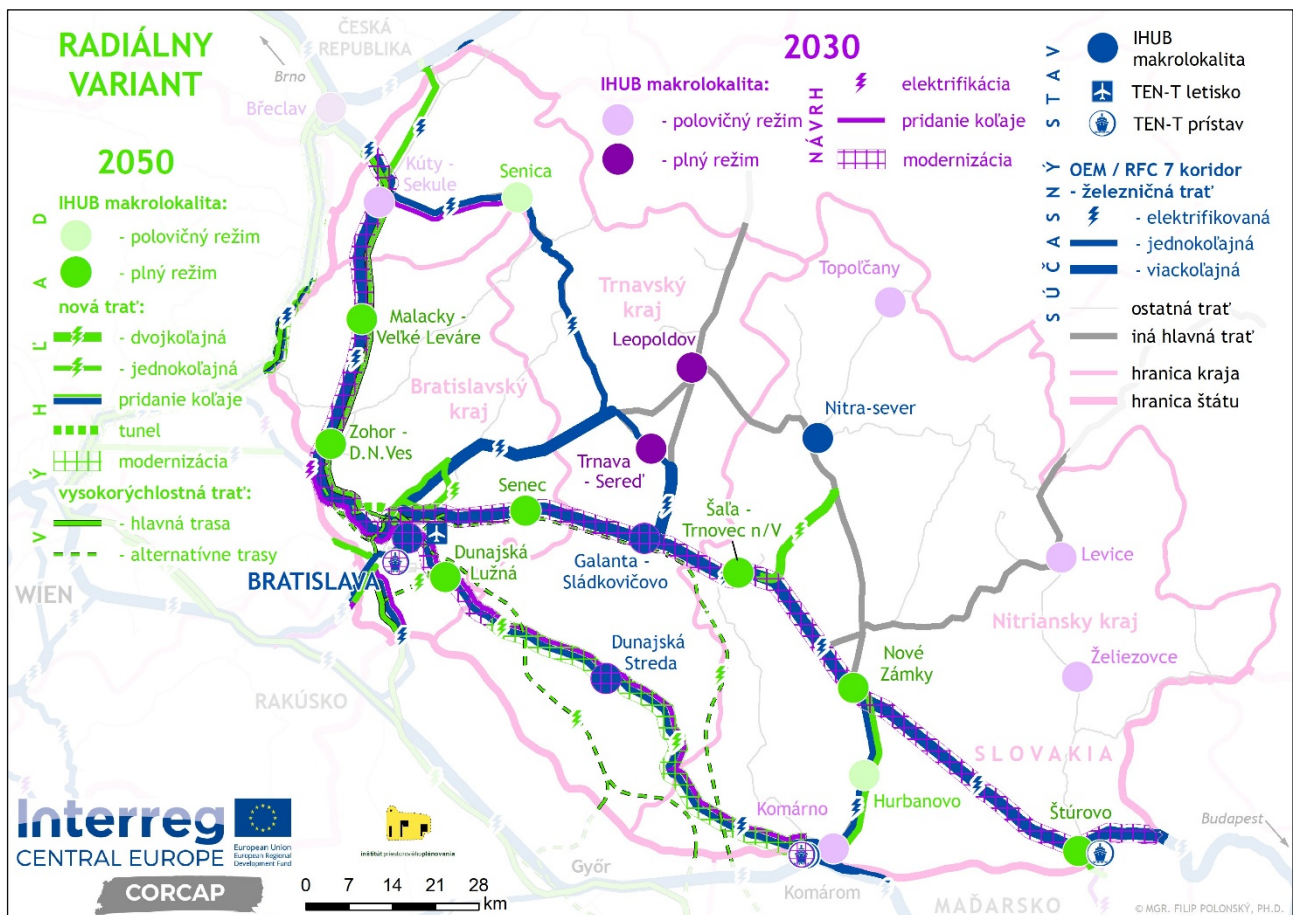 RADIÁLNY
VARIANT
ČESKÁ
REPUBLIKA
Brno
Břeclav
2050
VÝHĽAD
IHUB makrolokalita:
- polovičný režim
- plný režim
nová trať:
- dvojkoľajná
- jednokoľajná
pridanie koľaje
tunel
modernizácia
vysokorýchlostná trať:
- hlavná trasa
- alternatívne trasy
2030
NÁVRH
IHUB makrolokalita:
- polovičný režim
- plný režim
elektrifikácia
pridanie koľaje
modernizácia
SÚČASNÝ STAV
IHUB
makrolokalita
TEN-T letisko
TEN-T prístav
OEM / RFC 7 koridor
- železničná trať
- elektrifikovaná
- jednokoľajná
- viackoľajná
ostatná trať
iná hlavná trať
hranica kraja
hranica štátu
Kúty -
Sekule
Senica
Topoľčany
Trnavský
kraj
Malacky -
Veľké Leváre
Leopoldov
Bratislavský
kraj
Nitra-sever
Zohor -
D.N.Ves
Trnava
- Sereď
Senec
Šaľa -
Trnovec n/V
Levice
BRATISLAVA
Dunajská
Lužná
Galanta -
Sládkovičovo
WIEN
Nitriansky kraj
Dunajská
Streda
Nové
Zámky
Želiezovce
RAKÚSKO
SLOVAKIA
Hurbanovo
Komárno
Štúrovo
Budapest
Győr
Komárom
MAĎARSKO
Interreg
CENTRAL EUROPE
European Union
European Regional
Development Fund
CORCAP
inštitút priestorového plánovania
0 7 14 21 28
km
© MGR. FILIP POLONSKÝ, PH.D.